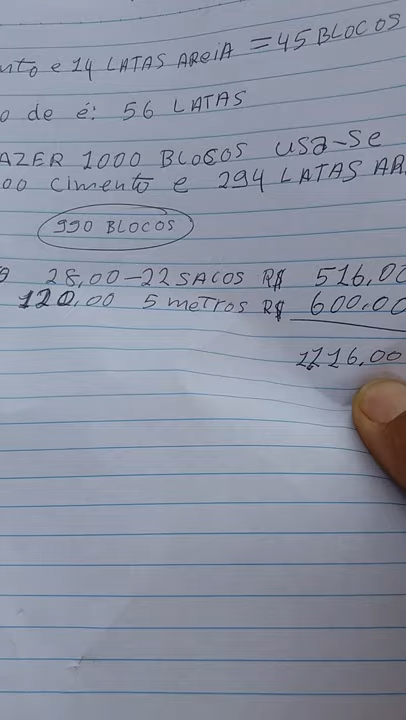 nto e 14 LATAS AREIA = 45 BLOCOS
o de é: 56 LATAS
AZER 1000 BLOCOS usa-se
00 cimento e 294 LATAS AR
990 BLOCOS
28,00 - 22 SACOS R$ 516,00
120,00 5 metros R$ 600,00
1116,00